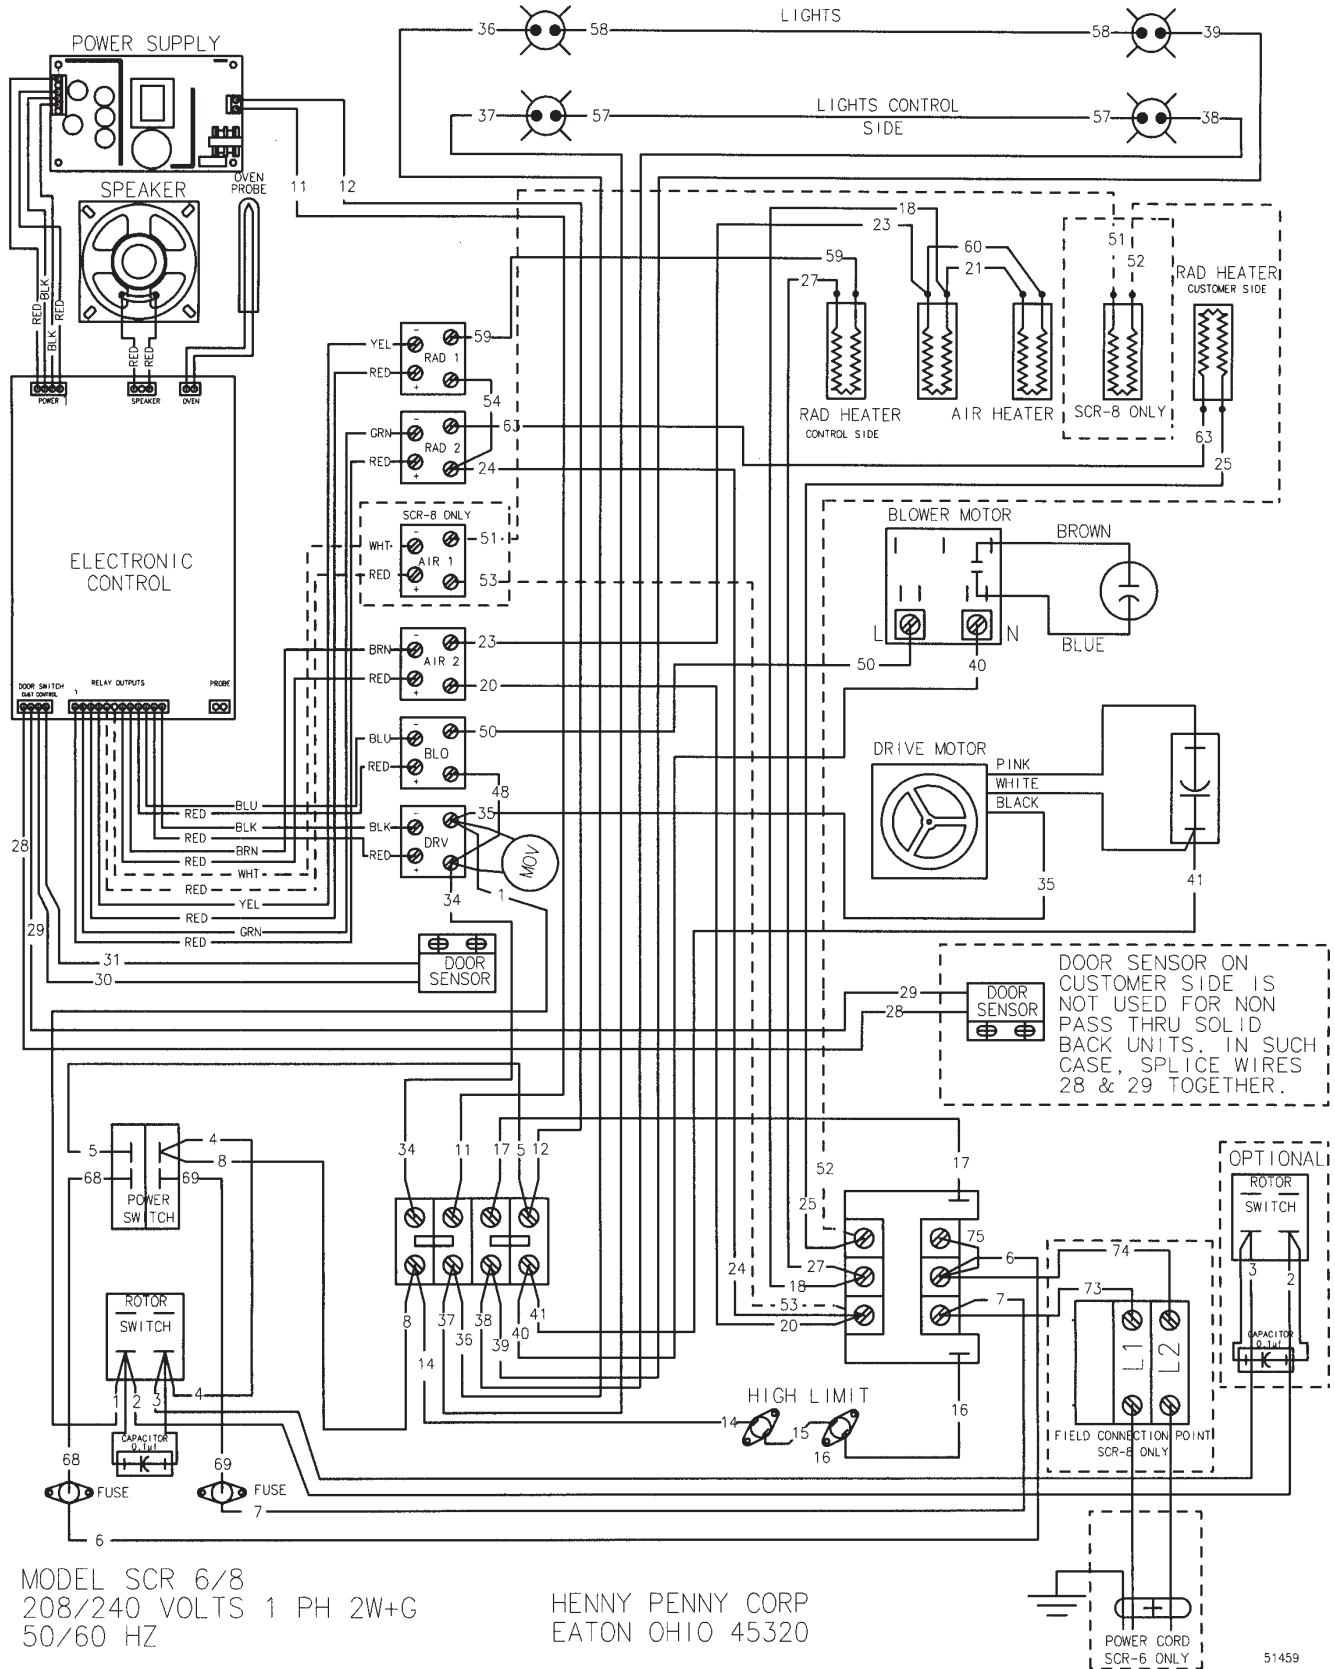 LIGHTS
36 58 58 39
LIGHTS CONTROL
SIDE
37 57 57 38
POWER SUPPLY
11 12
SPEAKER
OVEN
PROBE
RED BLK BLK RED
RED RED
POWER SPEAKER OVEN
ELECTRONIC
CONTROL
DOOR SWITCH
CUST CONTROL
RELAY OUTPUTS
1
PROBE
YEL - RAD 1 59
RED +
54
GRN - RAD 2 63
RED + 24
SCR-8 ONLY
WHT - AIR 1 51
RED + 53
BRN - AIR 2 23
RED + 20
BLU - BLO 50
RED + 48
BLK - DRV 35
RED + 34
MOV
1
BLU
RED
BLK
RED
BRN
RED
WHT
RED
YEL
RED
GRN
RED
28
29
31
30
DOOR
SENSOR
18
23
60
21
59
27
51
52
RAD HEATER
CUSTOMER SIDE
RAD HEATER
CONTROL SIDE
AIR HEATER
SCR-8 ONLY
63
25
BLOWER MOTOR
BROWN
BLUE
L N
50 40
DRIVE MOTOR
PINK
WHITE
BLACK
35
41
29
28
DOOR
SENSOR
DOOR SENSOR ON
CUSTOMER SIDE IS
NOT USED FOR NON
PASS THRU SOLID
BACK UNITS. IN SUCH
CASE, SPLICE WIRES
28 & 29 TOGETHER.
5 4
8
68 69
POWER
SWITCH
34 11 17 5 12
8 14 37 36 38 39 40 41
52
25
17
75
27
18
6
24
53
20
7
16
74
73
L1 L2
FIELD CONNECTION POINT
SCR-8 ONLY
OPTIONAL
ROTOR
SWITCH
3 2
CAPACITOR
0.1uf
ROTOR
SWITCH
1 2 3 4
CAPACITOR
0.1uf
HIGH LIMIT
14 15
16
68 69
FUSE FUSE
7
6
MODEL SCR 6/8
208/240 VOLTS 1 PH 2W+G
50/60 HZ
HENNY PENNY CORP
EATON OHIO 45320
POWER CORD
SCR-6 ONLY
51459